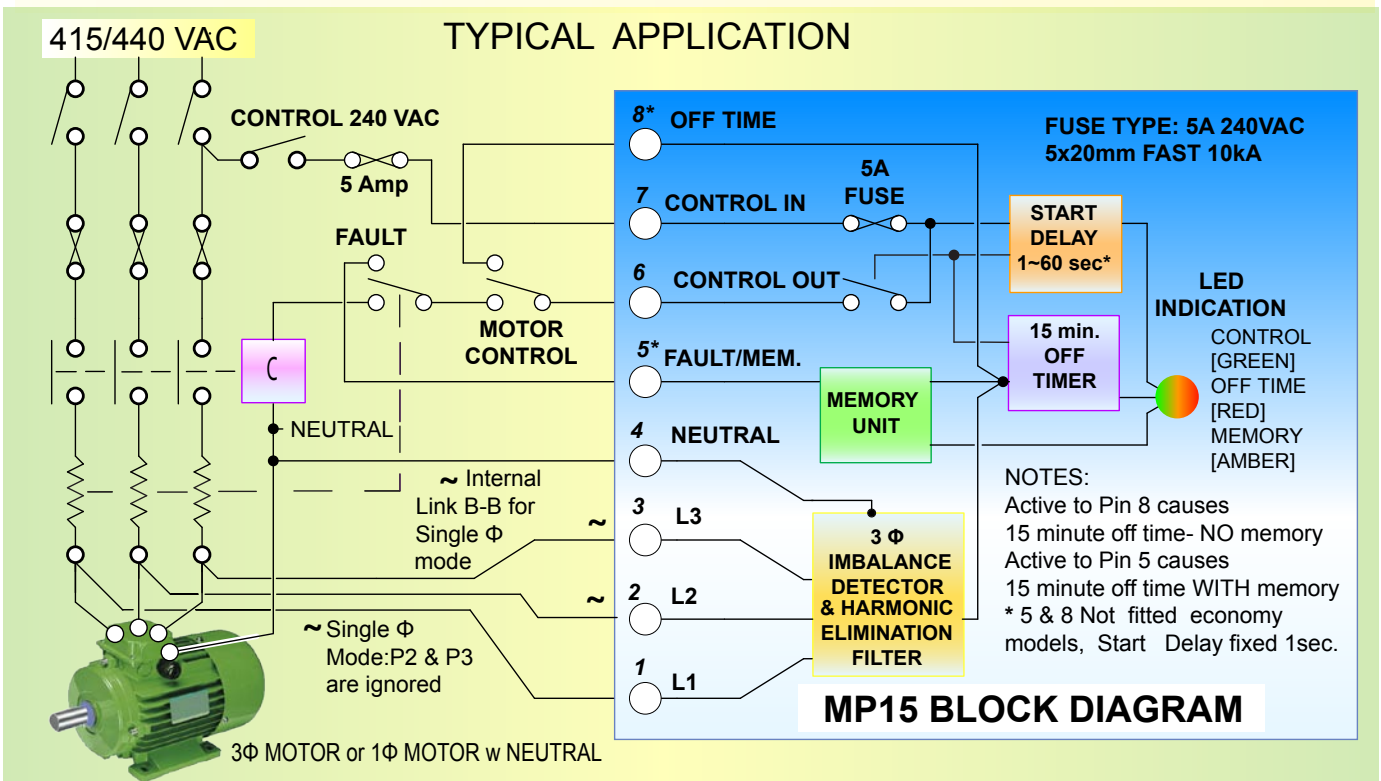 415/440 VAC
TYPICAL APPLICATION
CONTROL 240 VAC
5 Amp
FAULT
MOTOR
CONTROL
NEUTRAL
~ Internal
Link B-B for
Single Φ
mode
~
~
~ Single Φ
Mode:P2 & P3
are ignored
3Φ MOTOR or 1Φ MOTOR w NEUTRAL
8* OFF TIME
7 CONTROL IN
6 CONTROL OUT
5* FAULT/MEM.
4 NEUTRAL
3 L3
2 L2
1 L1
5A
FUSE
FUSE TYPE: 5A 240VAC
5x20mm FAST 10kA
START
DELAY
1~60 sec*
15 min.
OFF
TIMER
MEMORY
UNIT
3 Φ
IMBALANCE
DETECTOR
& HARMONIC
ELIMINATION
FILTER
LED
INDICATION
CONTROL
[GREEN]
OFF TIME
[RED]
MEMORY
[AMBER]
NOTES:
Active to Pin 8 causes
15 minute off time- NO memory
Active to Pin 5 causes
15 minute off time WITH memory
* 5 & 8 Not fitted economy
models, Start Delay fixed 1sec.
MP15 BLOCK DIAGRAM